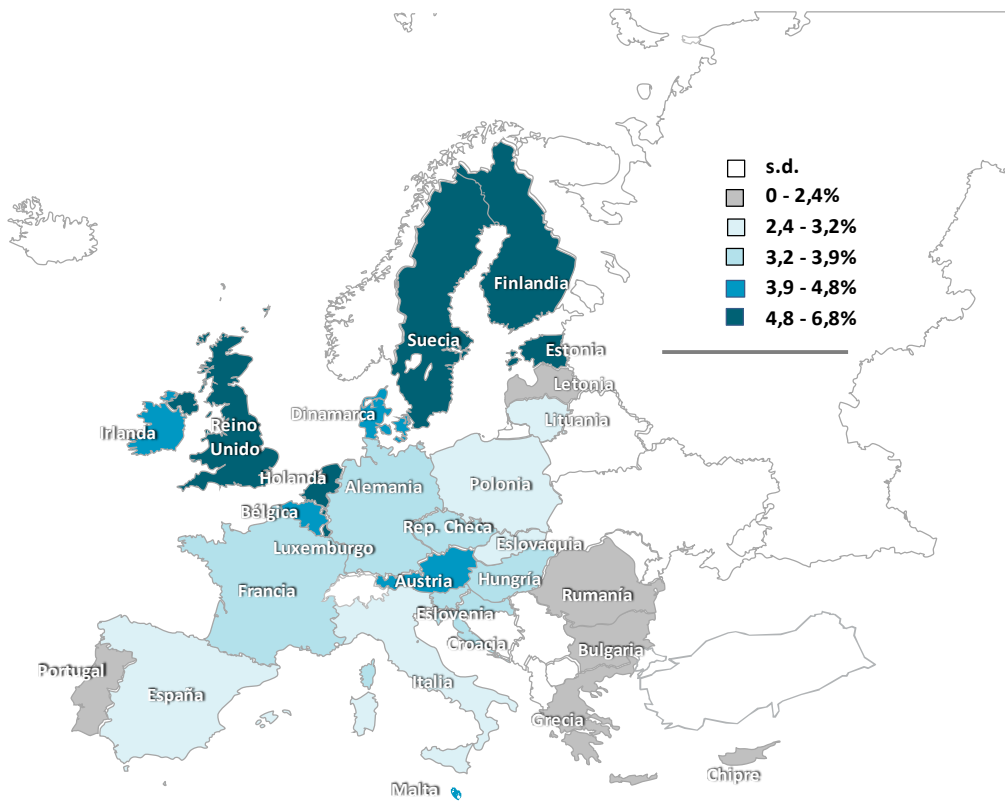 s.d.
0 - 2,4%
2,4 - 3,2%
3,2 - 3,9%
3,9 - 4,8%
4,8 - 6,8%
Finlandia
Suecia
Estonia
Letonia
Lituania
Dinamarca
Irlanda
Reino
Unido
Holanda
Alemania
Polonia
Bélgica
Rep. Checa
Luxemburgo
Eslovaquia
Austria
Hungría
Francia
Rumanía
Eslovenia
Croacia
Bulgaria
Portugal
España
Italia
Grecia
Chipre
Malta